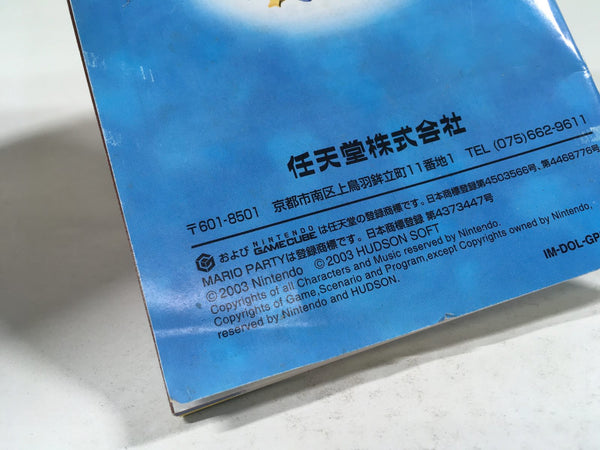 任天堂株式会社
〒601-8501 京都市南区上鳥羽鉾立町11番地1 TEL (075)662-9611
および NINTENDO GAMECUBE は任天堂の登録商標です。日本商標登録第4503566号、第4468776号
MARIO PARTYは登録商標です。日本商標登録 第4373447号
© 2003 Nintendo © 2003 HUDSON SOFT
Copyrights of all Characters and Music reserved by Nintendo.
Copyrights of Game,Scenario and Program except Copyrights owned by Nintendo,
reserved by Nintendo and HUDSON.
IM-DOL-GP